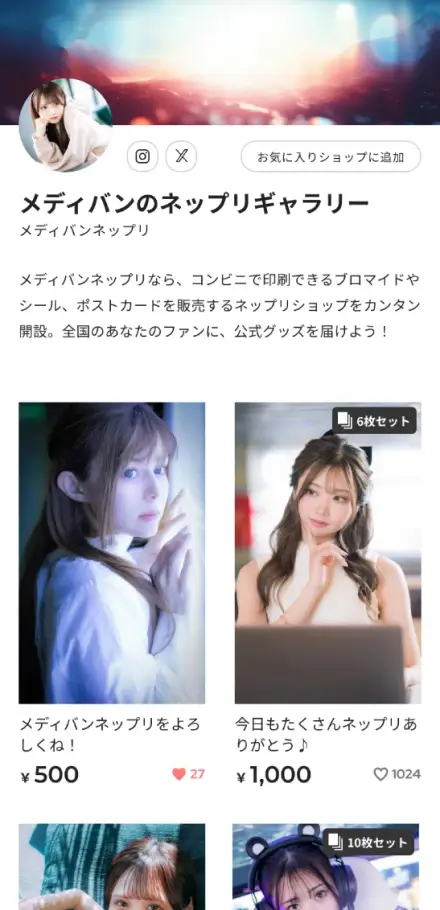 お気に入りショップに追加
メディバンのネップリギャラリー
メディバンネップリ
メディバンネップリなら、コンビニで印刷できるブロマイドや
シール、ポストカードを販売するネップリショップをカンタン
開設。全国のあなたのファンに、公式グッズを届けよう！
6枚セット
メディバンネップリをよろ
しくね！
¥ 500
27
今日もたくさんネップリあ
りがとう♪
¥ 1,000
1024
10枚セット